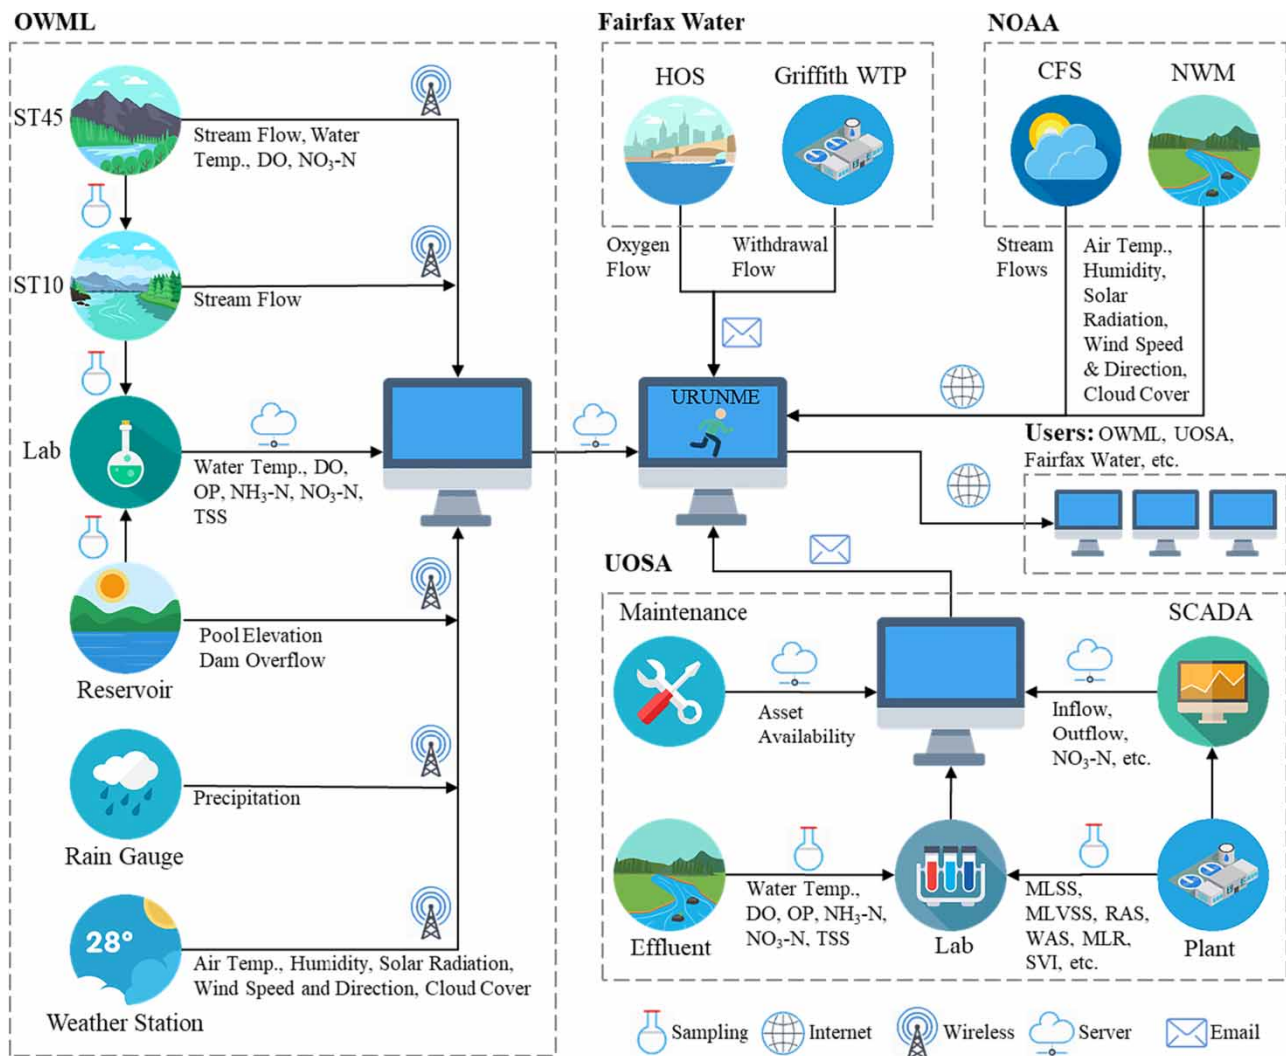 OWML
ST45
Stream Flow, Water
Temp., DO, NO₃-N
ST10
Stream Flow
Lab
Water Temp., DO,
OP, NH₃-N, NO₃-N,
TSS
Reservoir
Pool Elevation
Dam Overflow
Rain Gauge
Precipitation
28°
Weather Station
Air Temp., Humidity, Solar Radiation,
Wind Speed and Direction, Cloud Cover
Fairfax Water
HOS
Griffith WTP
Oxygen
Flow
Withdrawal
Flow
NOAA
CFS
NWM
Stream
Flows
Air Temp.,
Humidity,
Solar
Radiation,
Wind Speed
& Direction,
Cloud Cover
URUNME
Users: OWML, UOSA,
Fairfax Water, etc.
UOSA
Maintenance
Asset
Availability
SCADA
Inflow,
Outflow,
NO₃-N, etc.
Effluent
Water Temp.,
DO, OP, NH₃-N,
NO₃-N, TSS
Lab
MLSS,
MLVSS, RAS,
WAS, MLR,
SVI, etc.
Plant
Sampling
Internet
Wireless
Server
Email